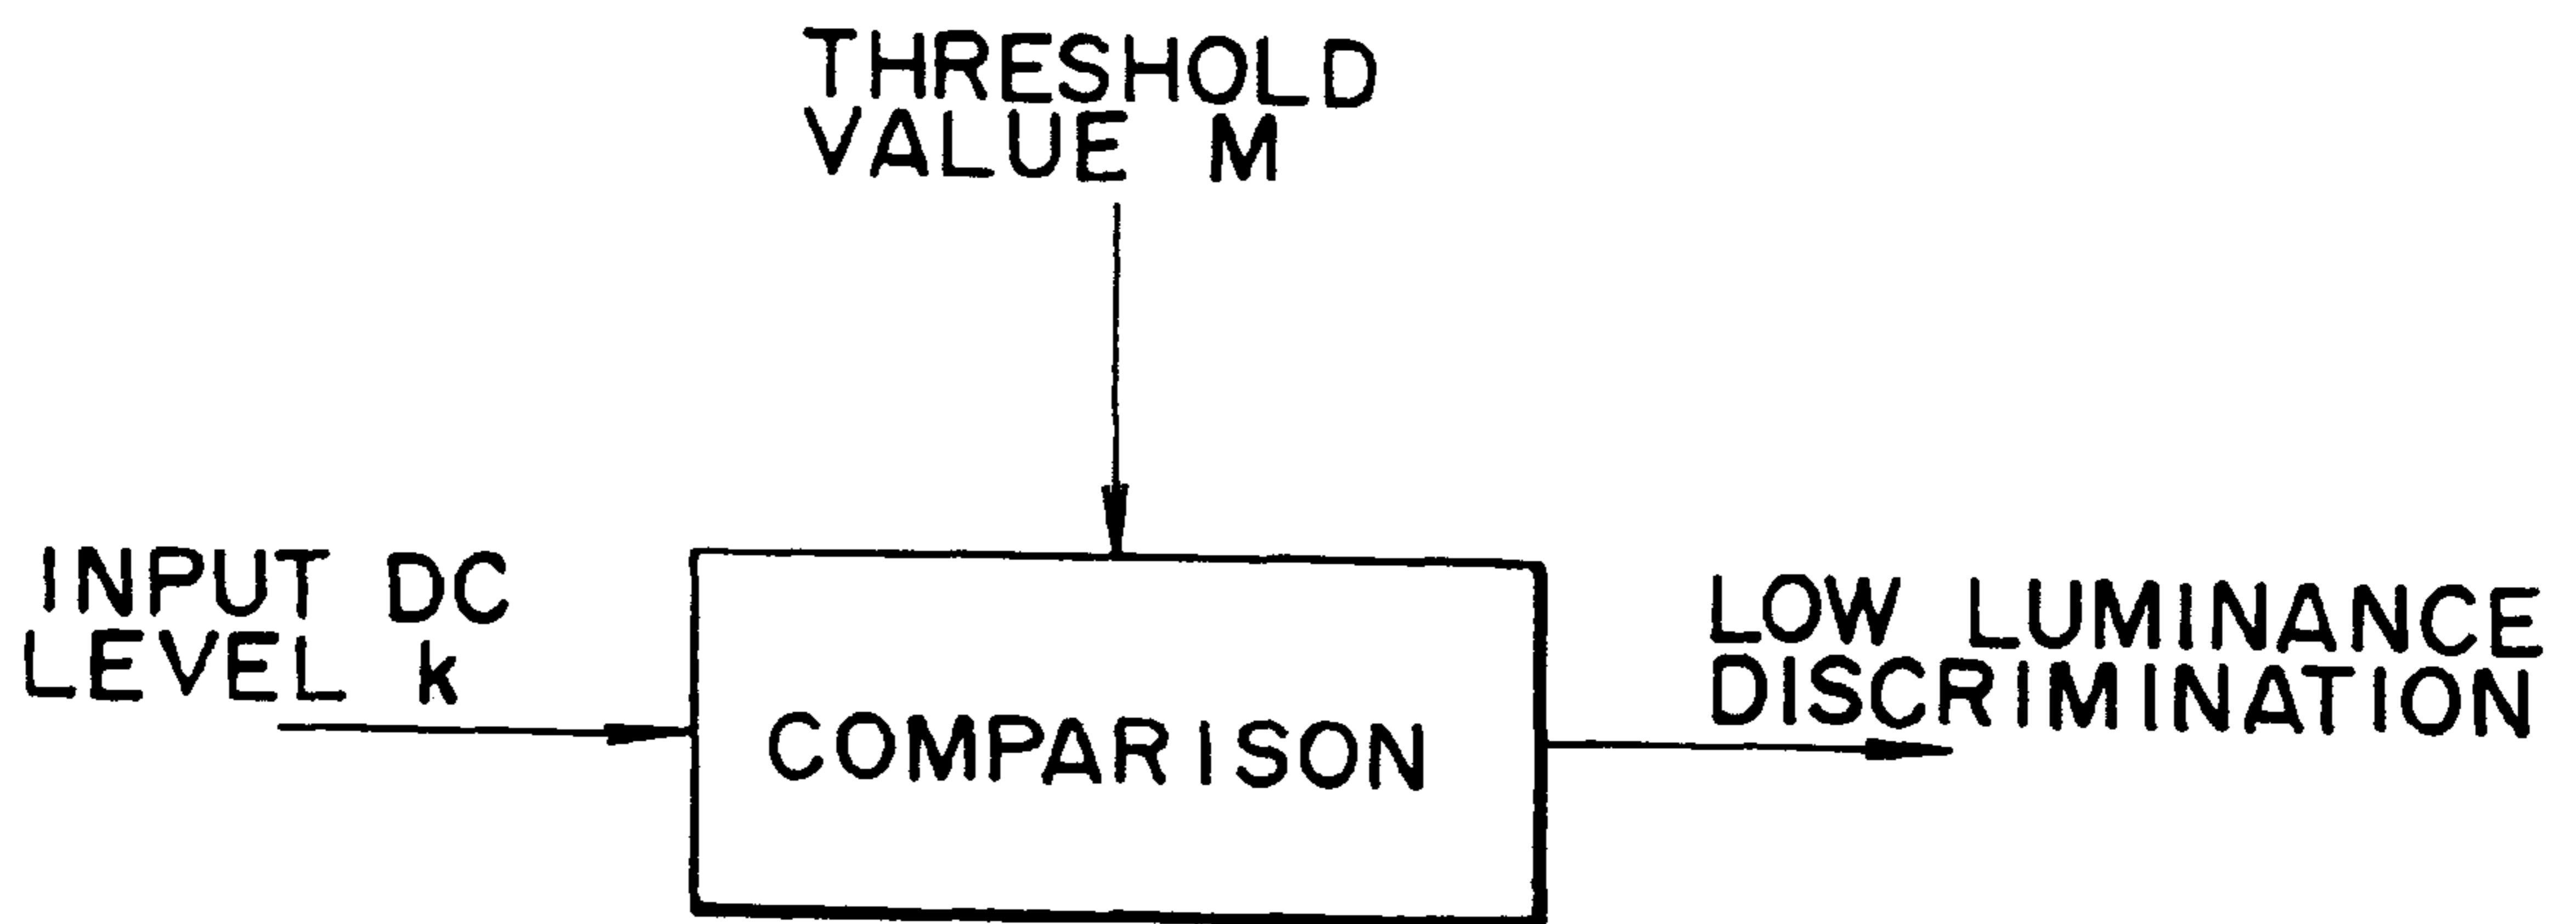 THRESHOLD
VALUE M
INPUT DC
LEVEL k
COMPARISON
LOW LUMINANCE
DISCRIMINATION